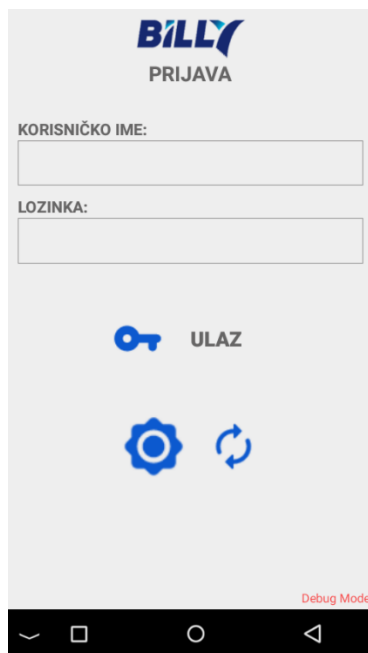 BILLY
PRIJAVA
KORISNIČKO IME:
LOZINKA:
ULAZ
Debug Mode